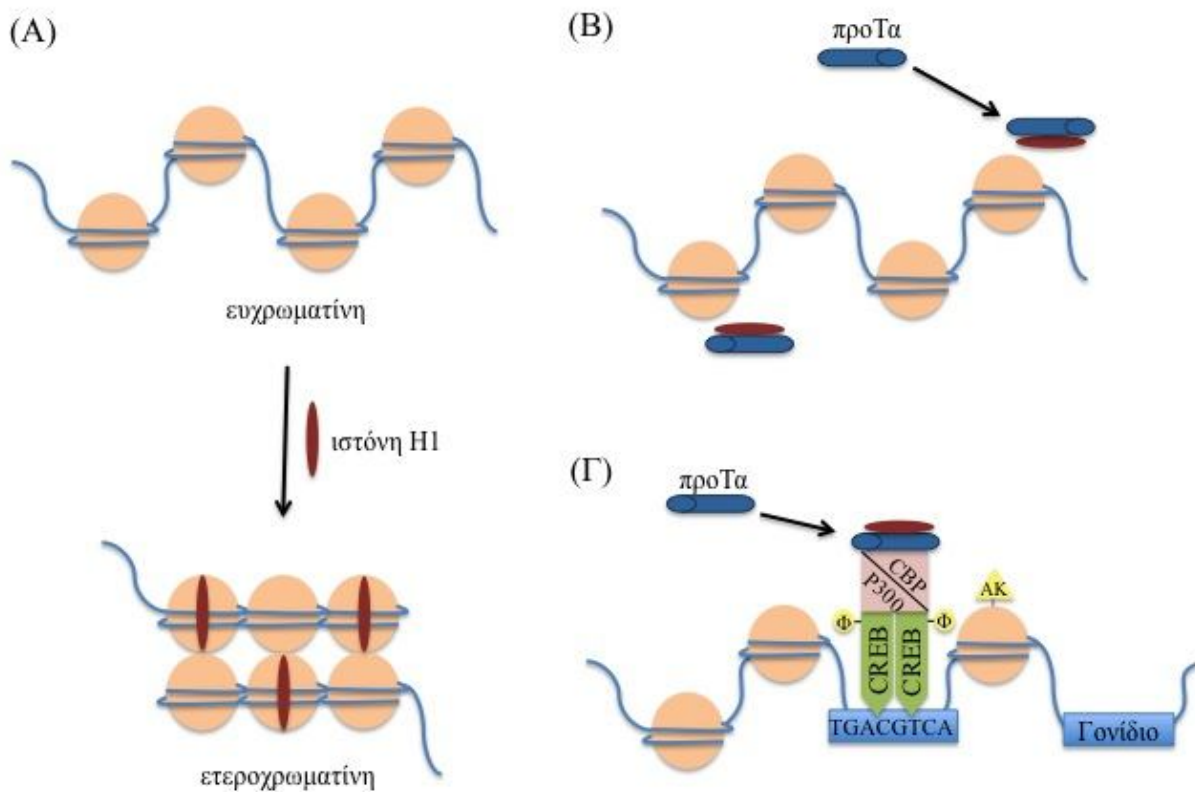 (Α)
ευχρωματίνη
ιστόνη Η1
ετεροχρωματίνη
(Β)
προΤα
(Γ)
προΤα
CBP
P300
Φ
Φ
CREB
CREB
ΑΚ
TGACGTCA
Γονίδιο